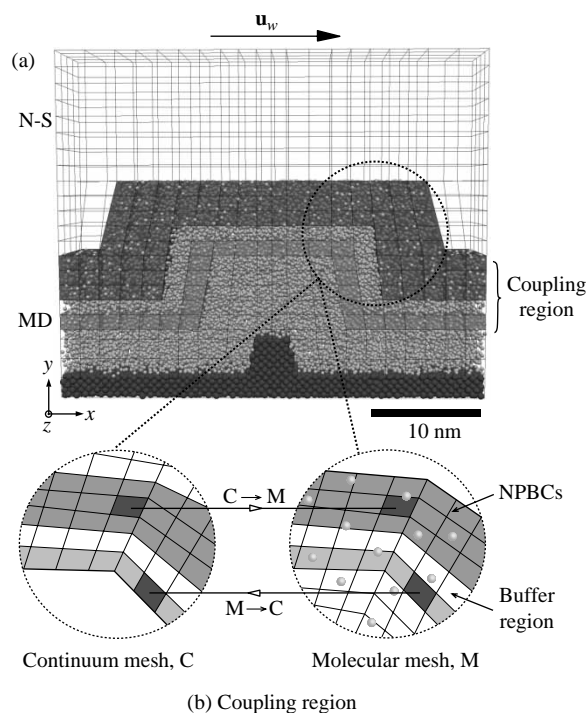 u_w
(a)
N-S
Coupling
region
MD
y
z
x
10 nm
C → M
NPBCs
M → C
Buffer
region
Continuum mesh, C
Molecular mesh, M
(b) Coupling region